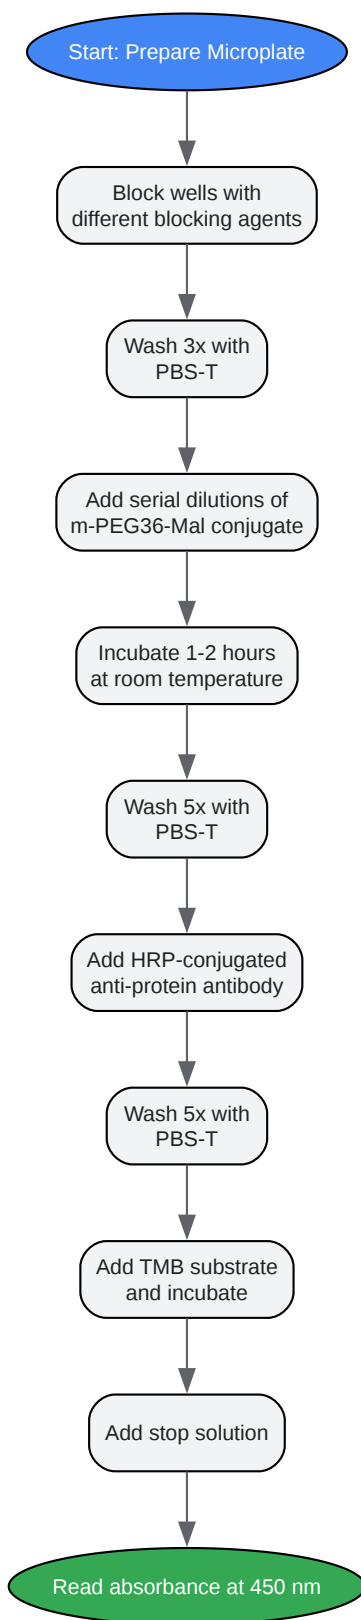 Start: Prepare Microplate
Block wells with
different blocking agents
Wash 3x with
PBS-T
Add serial dilutions of
m-PEG36-Mal conjugate
Incubate 1-2 hours
at room temperature
Wash 5x with
PBS-T
Add HRP-conjugated
anti-protein antibody
Wash 5x with
PBS-T
Add TMB substrate
and incubate
Add stop solution
Read absorbance at 450 nm